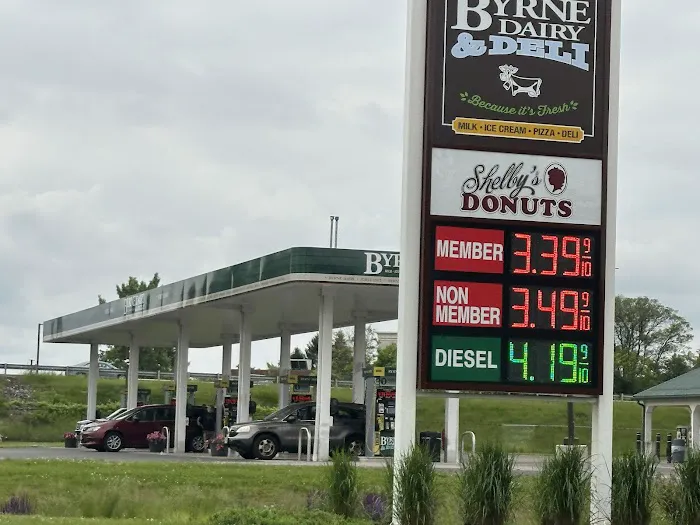 BYRNE
DAIRY
& DELI
Because it's Fresh
MILK • ICE CREAM • PIZZA • DELI
Shelby's
DONUTS
MEMBER 3.39 9/10
NON MEMBER 3.49 9/10
DIESEL 4.19 9/10
BY